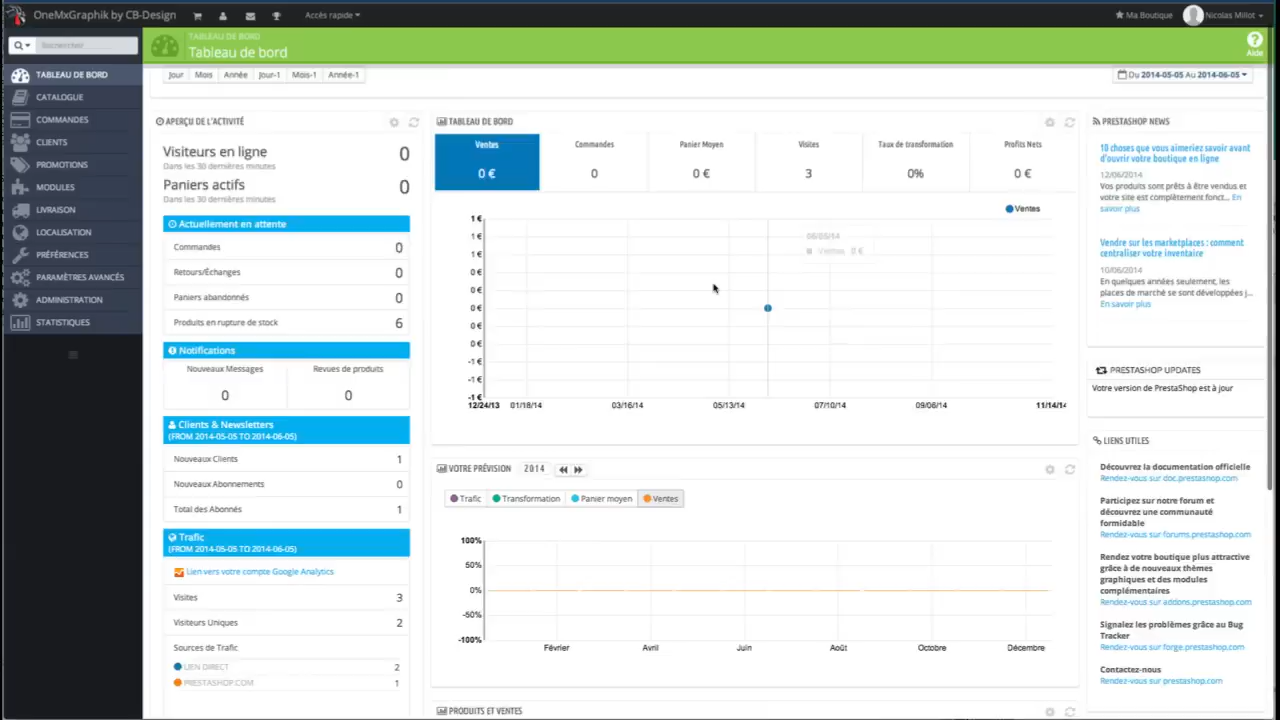 OneMxGraphik by CB-Design
Accès rapide
Ma Boutique
Nicolas Millot
Rechercher
TABLEAU DE BORD
Tableau de bord
Aide
TABLEAU DE BORD
CATALOGUE
COMMANDES
CLIENTS
PROMOTIONS
MODULES
LIVRAISON
LOCALISATION
PRÉFÉRENCES
PARAMÈTRES AVANCÉS
ADMINISTRATION
STATISTIQUES
Jour Mois Année Jour-1 Mois-1 Année-1
Du 2014-05-05 Au 2014-06-05
APERÇU DE L'ACTIVITÉ
Visiteurs en ligne 0
Dans les 30 dernières minutes
Paniers actifs 0
Dans les 30 dernières minutes
Actuellement en attente
Commandes 0
Retours/Échanges 0
Paniers abandonnés 0
Produits en rupture de stock 6
Notifications
Nouveaux Messages Revues de produits
0 0
Clients & Newsletters
(FROM 2014-05-05 TO 2014-06-05)
Nouveaux Clients 1
Nouveaux Abonnements 0
Total des Abonnés 1
Trafic
(FROM 2014-05-05 TO 2014-06-05)
Lien vers votre compte Google Analytics
Visites 3
Visiteurs Uniques 2
Sources de Trafic
LIEN DIRECT 2
PRESTASHOP.COM 1
TABLEAU DE BORD
Ventes Commandes Panier Moyen Visites Taux de transformation Profits Nets
0 € 0 0 € 3 0% 0 €
Ventes
1 €
1 €
1 €
0 €
0 €
0 €
0 €
0 €
-1 €
-1 €
-1 €
06/05/14
Ventes 0 €
12/24/13 01/18/14 03/16/14 05/13/14 07/10/14 09/06/14 11/14/14
VOTRE PRÉVISION 2014
Trafic Transformation Panier moyen Ventes
100%
50%
0%
-50%
-100%
Février Avril Juin Août Octobre Décembre
PRODUITS ET VENTES
PRESTASHOP NEWS
10 choses que vous aimeriez savoir avant
d'ouvrir votre boutique en ligne
12/06/2014
Vos produits sont prêts à être vendus et
votre site est complètement fonct... En
savoir plus
Vendre sur les marketplaces : comment
centraliser votre inventaire
10/06/2014
En quelques années seulement, les
places de marché se sont développées j...
En savoir plus
PRESTASHOP UPDATES
Votre version de PrestaShop est à jour
LIENS UTILES
Découvrez la documentation officielle
Rendez-vous sur doc.prestashop.com
Participez sur notre forum et
découvrez une communauté
formidable
Rendez-vous sur forums.prestashop.com
Rendez votre boutique plus attractive
grâce à de nouveaux thèmes
graphiques et des modules
complémentaires
Rendez-vous sur addons.prestashop.com
Signalez les problèmes grâce au Bug
Tracker
Rendez-vous sur forge.prestashop.com
Contactez-nous
Rendez-vous sur prestashop.com